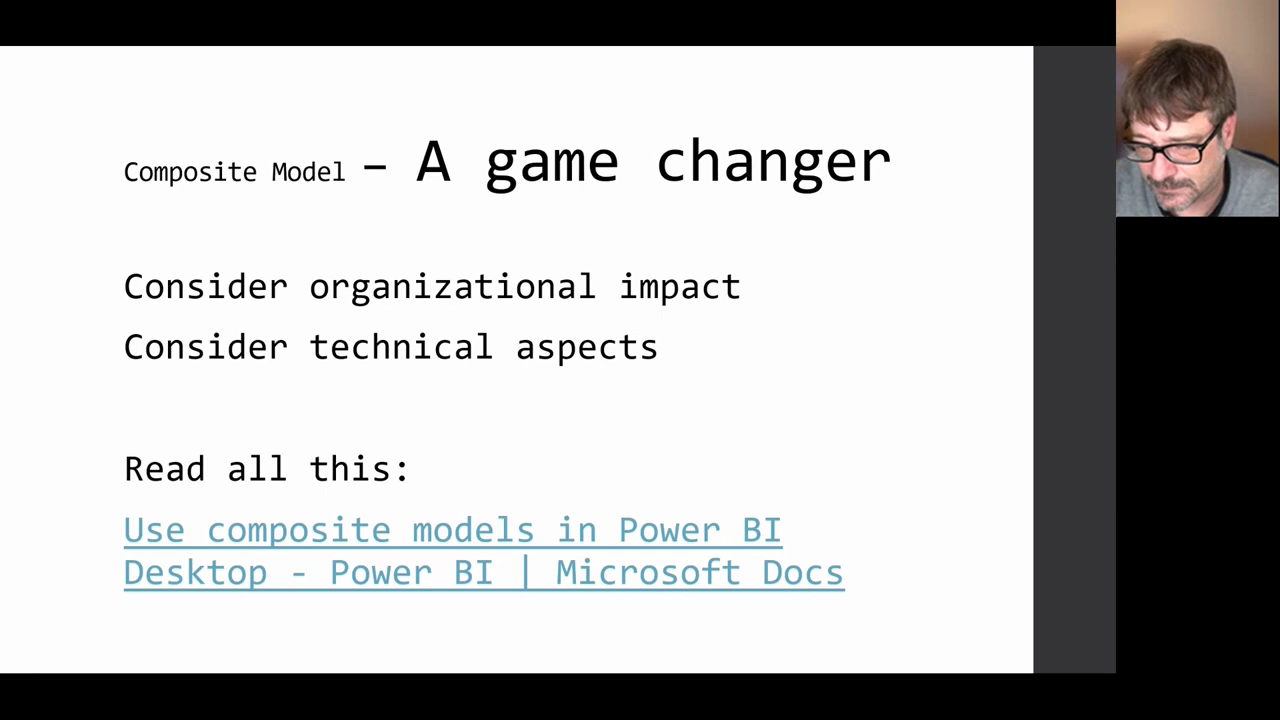 Composite Model – A game changer
Consider organizational impact
Consider technical aspects
Read all this:
Use composite models in Power BI
Desktop - Power BI | Microsoft Docs